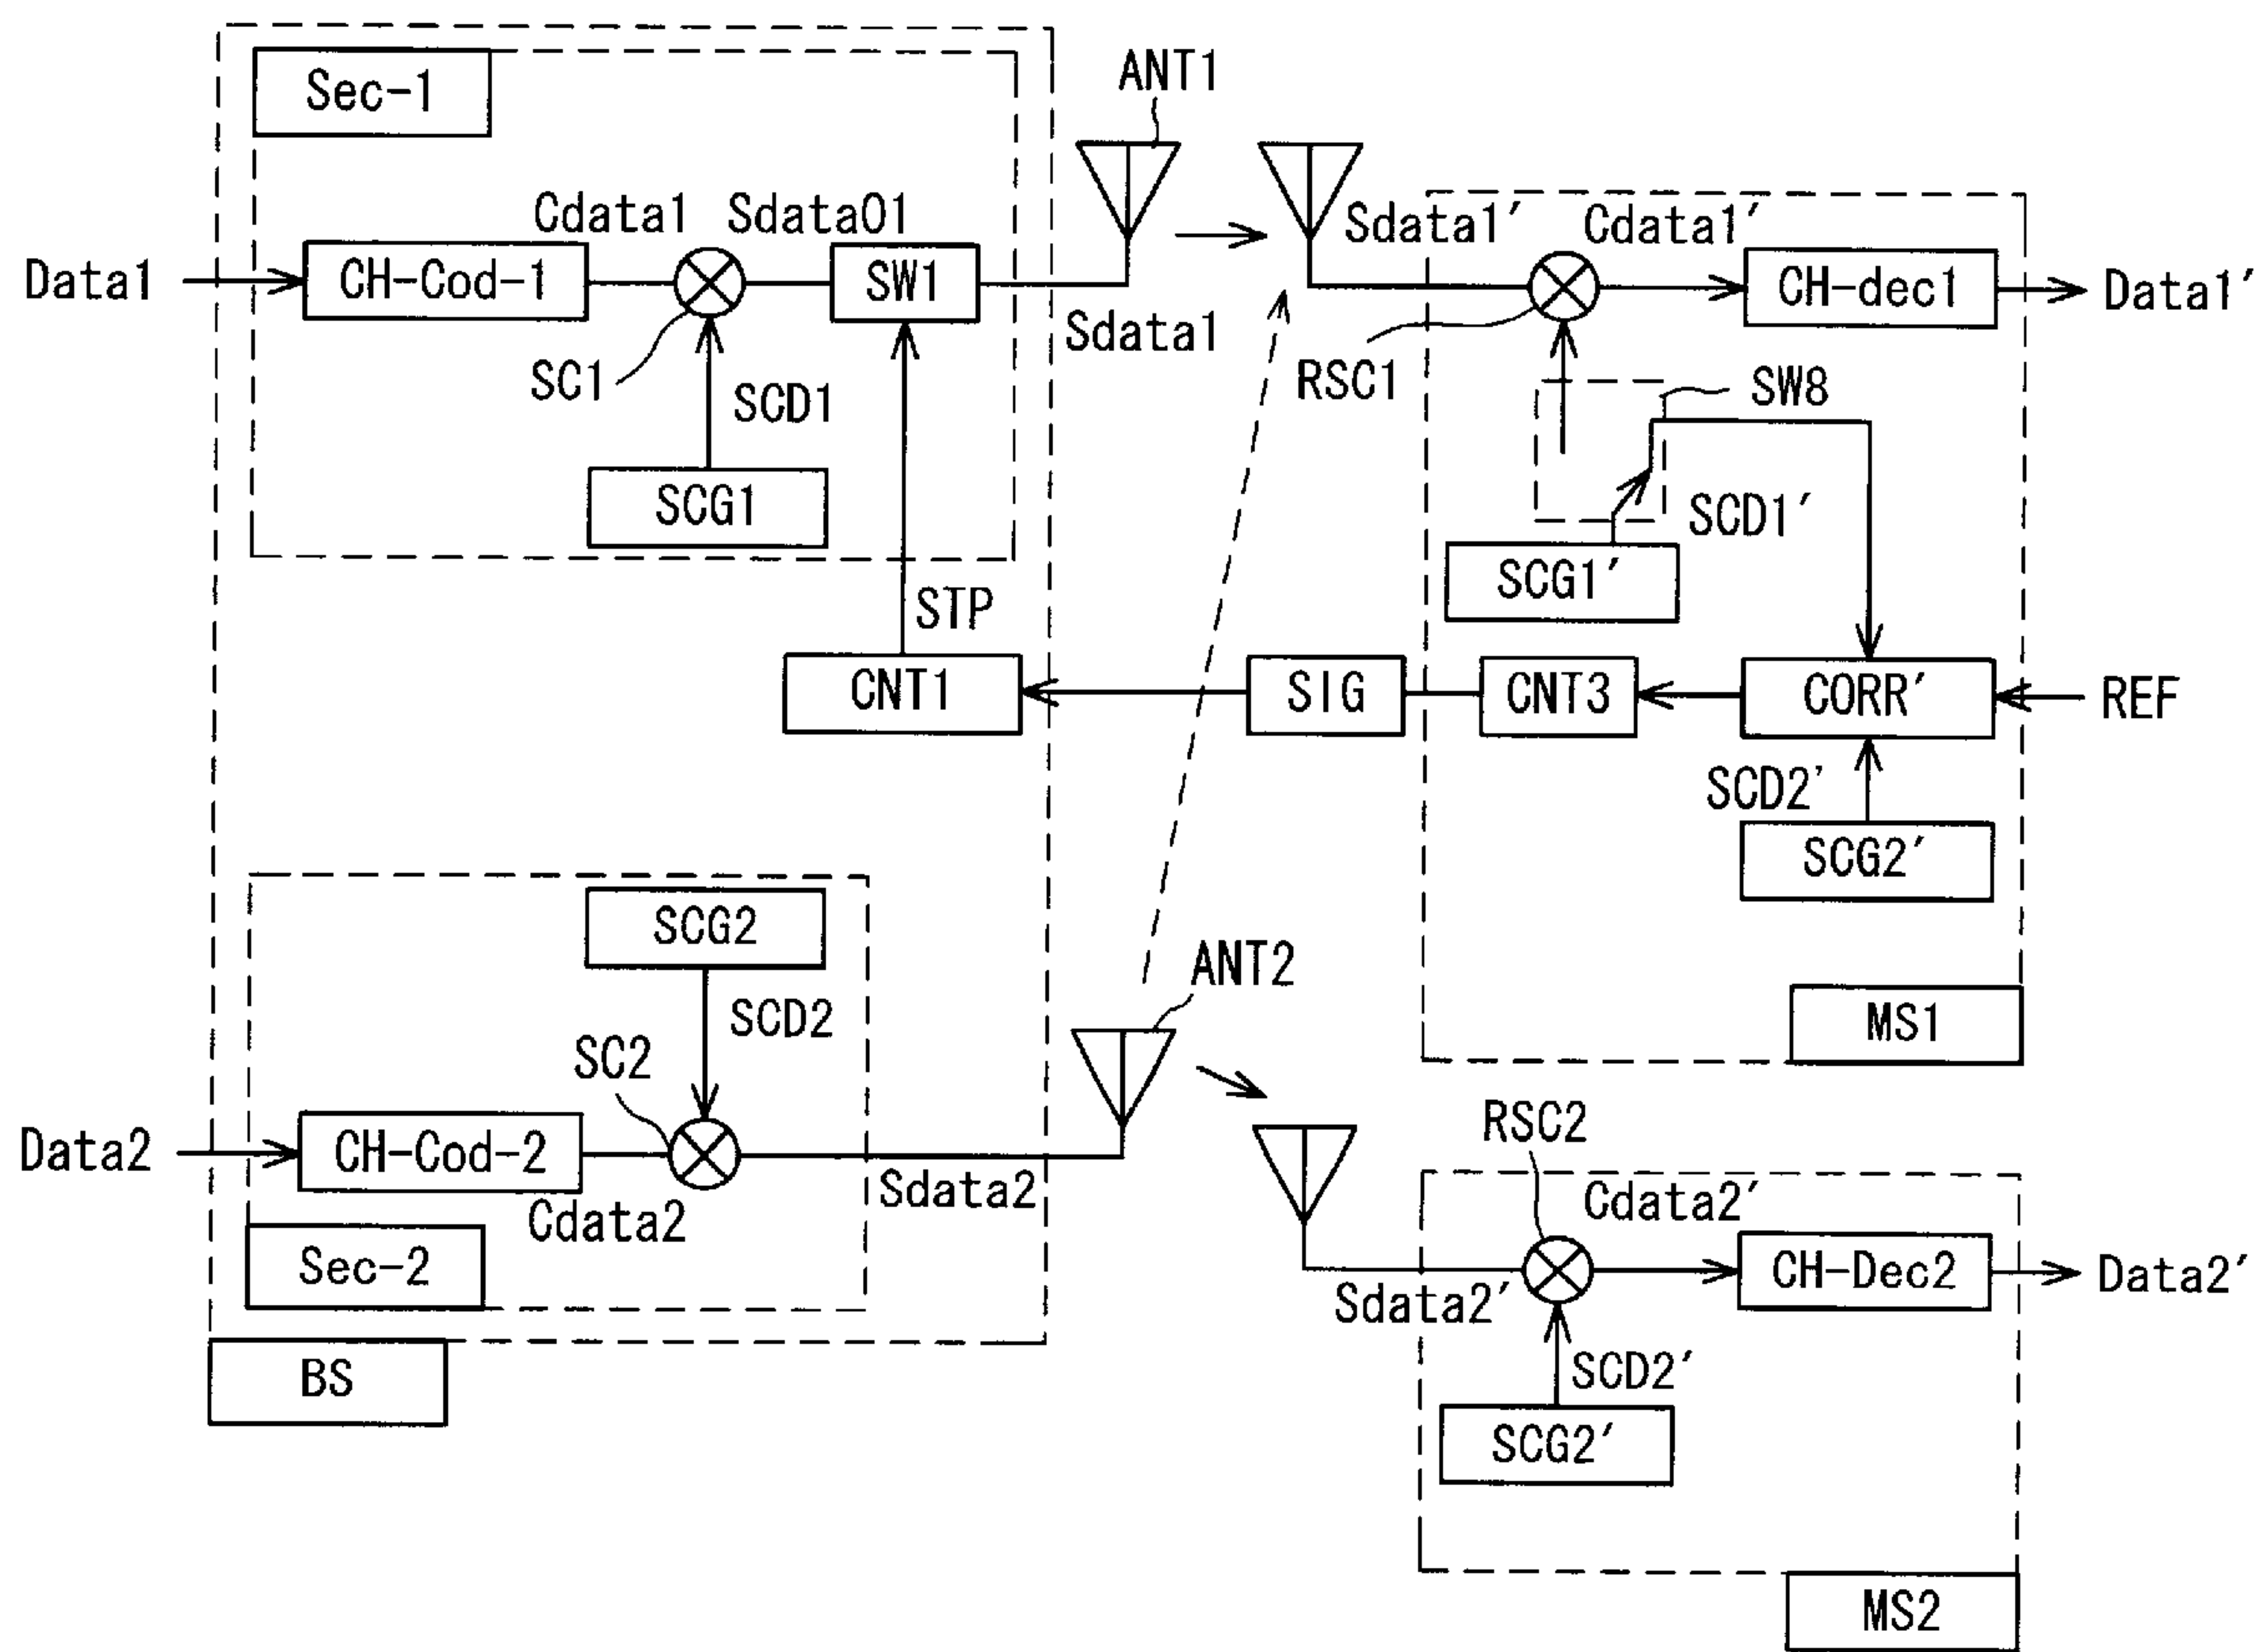 Sec-1
ANT1
Cdata1
Sdata01
Sdata1′
Cdata1′
Data1
CH-Cod-1
SW1
CH-dec1
Data1′
Sdata1
SC1
SCD1
RSC1
SW8
SCG1
SCD1′
SCG1′
STP
CNT1
SIG
CNT3
CORR′
REF
SCD2'
SCG2′
SCG2
ANT2
SCD2
MS1
SC2
RSC2
Data2
CH-Cod-2
Sdata2
Cdata2′
Cdata2
Sec-2
CH-Dec2
Data2′
Sdata2′
BS
SCD2′
SCG2′
MS2